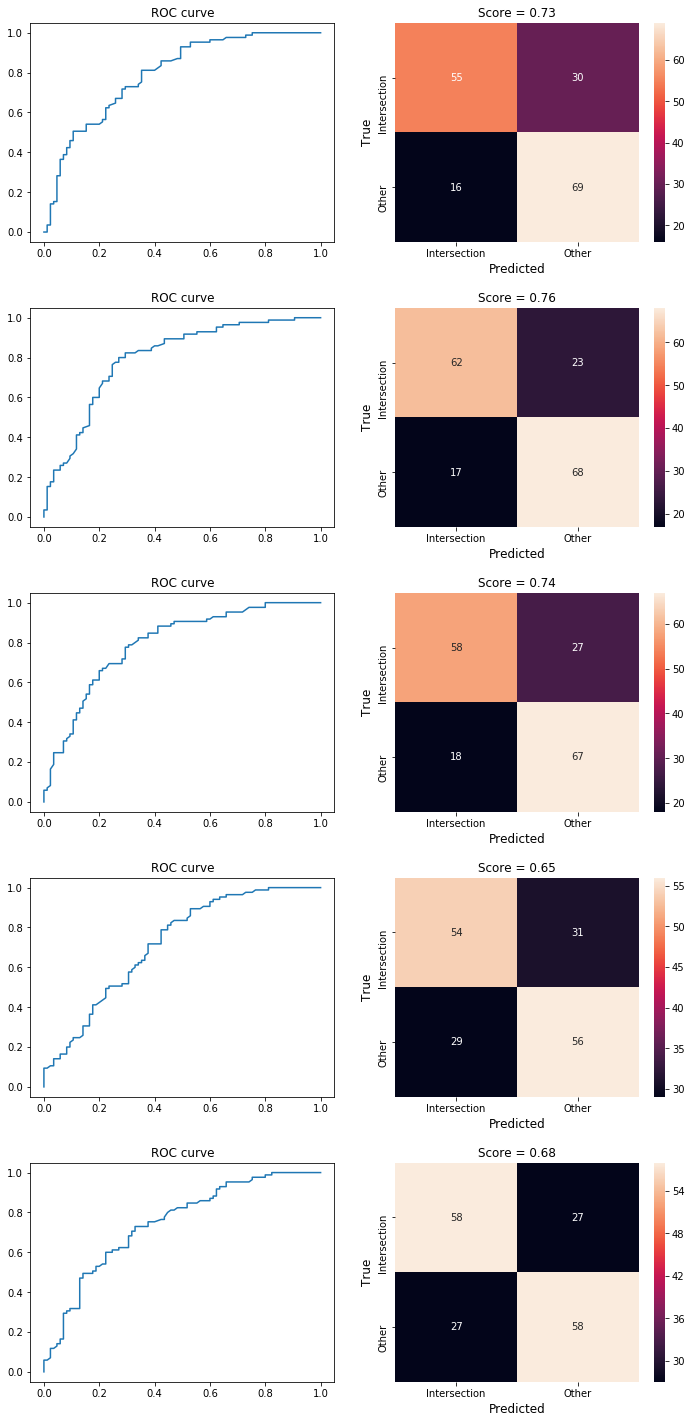 ROC curve
1.0
0.8
0.6
0.4
0.2
0.0
0.0 0.2 0.4 0.6 0.8 1.0
Score = 0.73
True
Intersection
Other
55 30
16 69
Intersection Other
Predicted
60
50
40
30
20
ROC curve
1.0
0.8
0.6
0.4
0.2
0.0
0.0 0.2 0.4 0.6 0.8 1.0
Score = 0.76
True
Intersection
Other
62 23
17 68
Intersection Other
Predicted
60
50
40
30
20
ROC curve
1.0
0.8
0.6
0.4
0.2
0.0
0.0 0.2 0.4 0.6 0.8 1.0
Score = 0.74
True
Intersection
Other
58 27
18 67
Intersection Other
Predicted
60
50
40
30
20
ROC curve
1.0
0.8
0.6
0.4
0.2
0.0
0.0 0.2 0.4 0.6 0.8 1.0
Score = 0.65
True
Intersection
Other
54 31
29 56
Intersection Other
Predicted
55
50
45
40
35
30
ROC curve
1.0
0.8
0.6
0.4
0.2
0.0
0.0 0.2 0.4 0.6 0.8 1.0
Score = 0.68
True
Intersection
Other
58 27
27 58
Intersection Other
Predicted
54
48
42
36
30